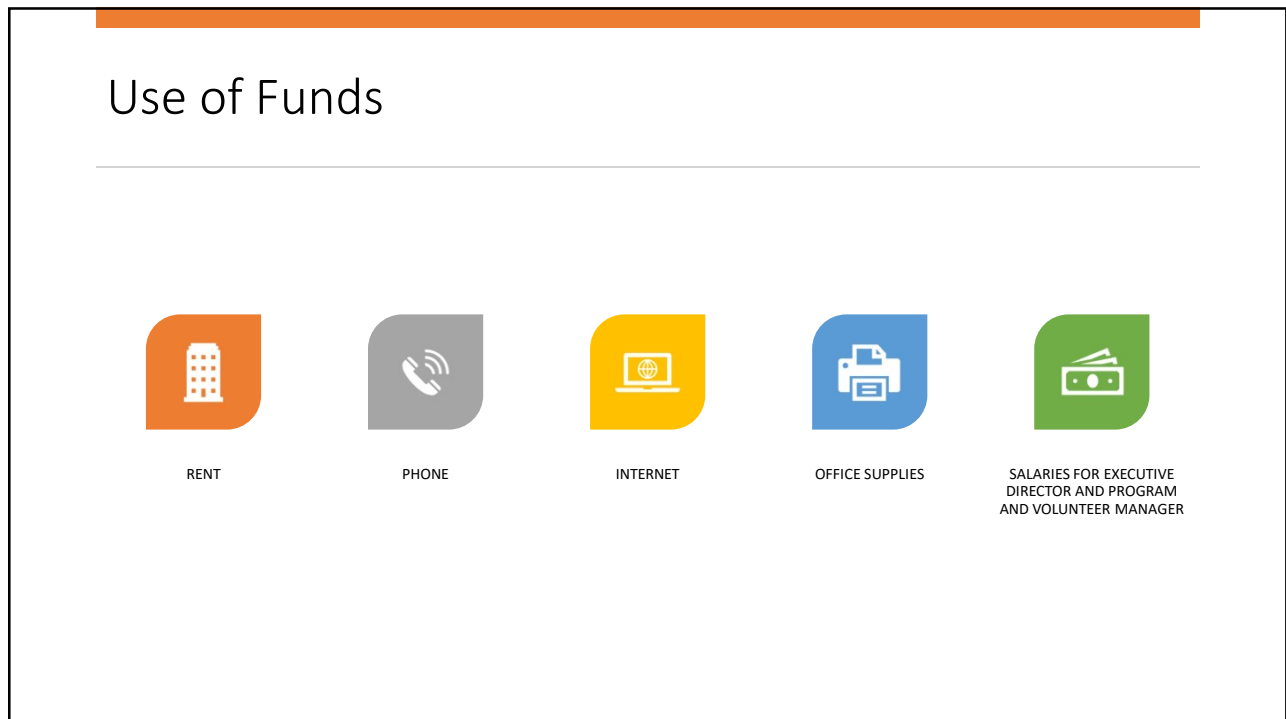 Use of Funds
RENT
PHONE
INTERNET
OFFICE SUPPLIES
SALARIES FOR EXECUTIVE
DIRECTOR AND PROGRAM
AND VOLUNTEER MANAGER